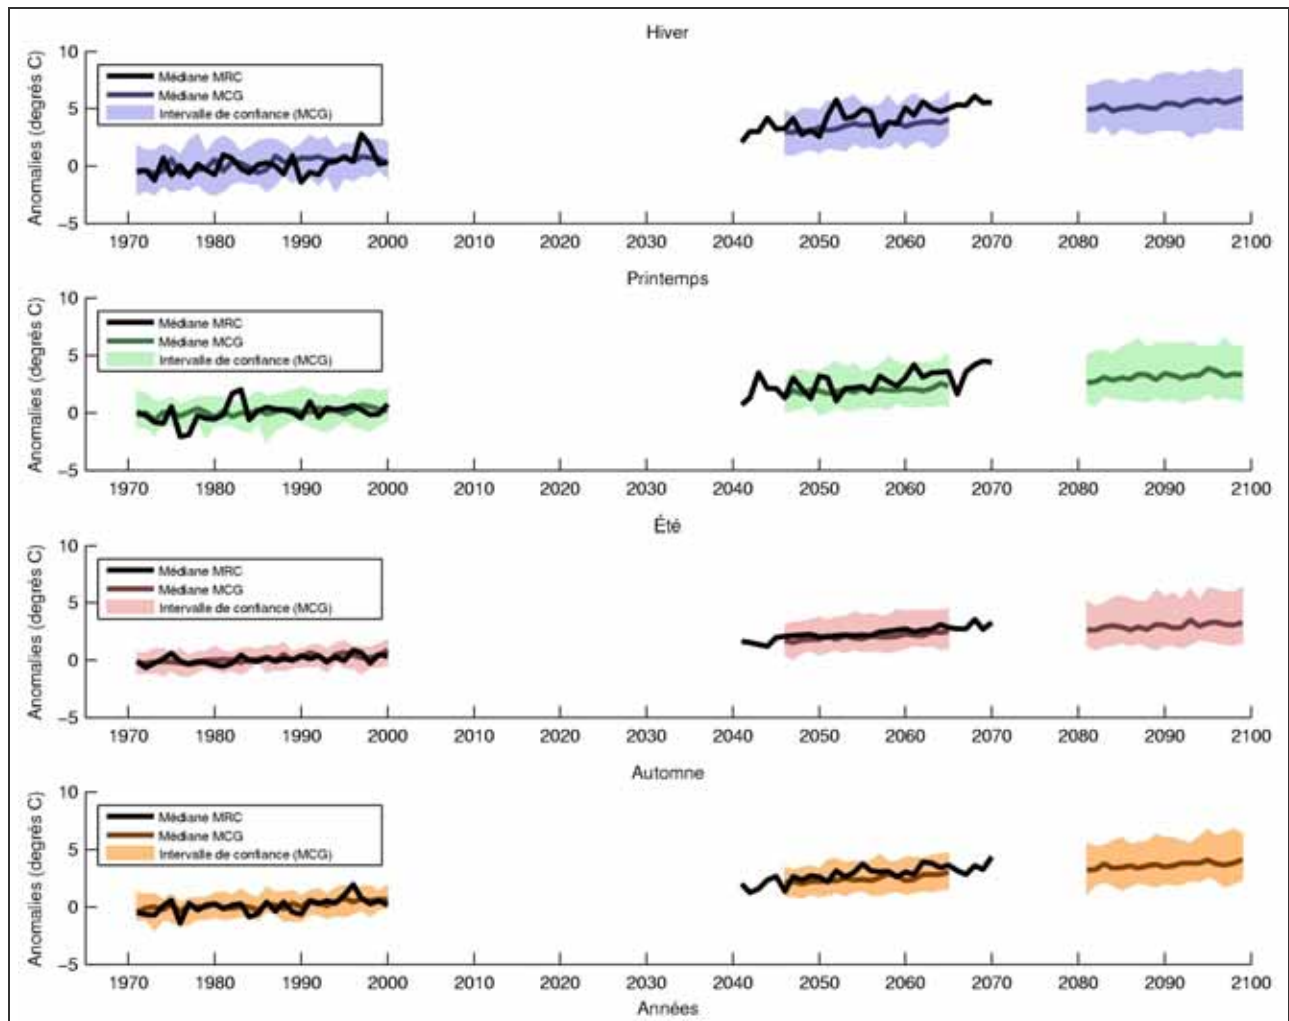 Hiver
Anomalies (degrés C)
10
5
0
−5
Médiane MRC
Médiane MCG
Intervalle de confiance (MCG)
1970 1980 1990 2000 2010 2020 2030 2040 2050 2060 2070 2080 2090 2100
Printemps
Anomalies (degrés C)
10
5
0
−5
Médiane MRC
Médiane MCG
Intervalle de confiance (MCG)
1970 1980 1990 2000 2010 2020 2030 2040 2050 2060 2070 2080 2090 2100
Été
Anomalies (degrés C)
10
5
0
−5
Médiane MRC
Médiane MCG
Intervalle de confiance (MCG)
1970 1980 1990 2000 2010 2020 2030 2040 2050 2060 2070 2080 2090 2100
Automne
Anomalies (degrés C)
10
5
0
−5
Médiane MRC
Médiane MCG
Intervalle de confiance (MCG)
1970 1980 1990 2000 2010 2020 2030 2040 2050 2060 2070 2080 2090 2100
Années